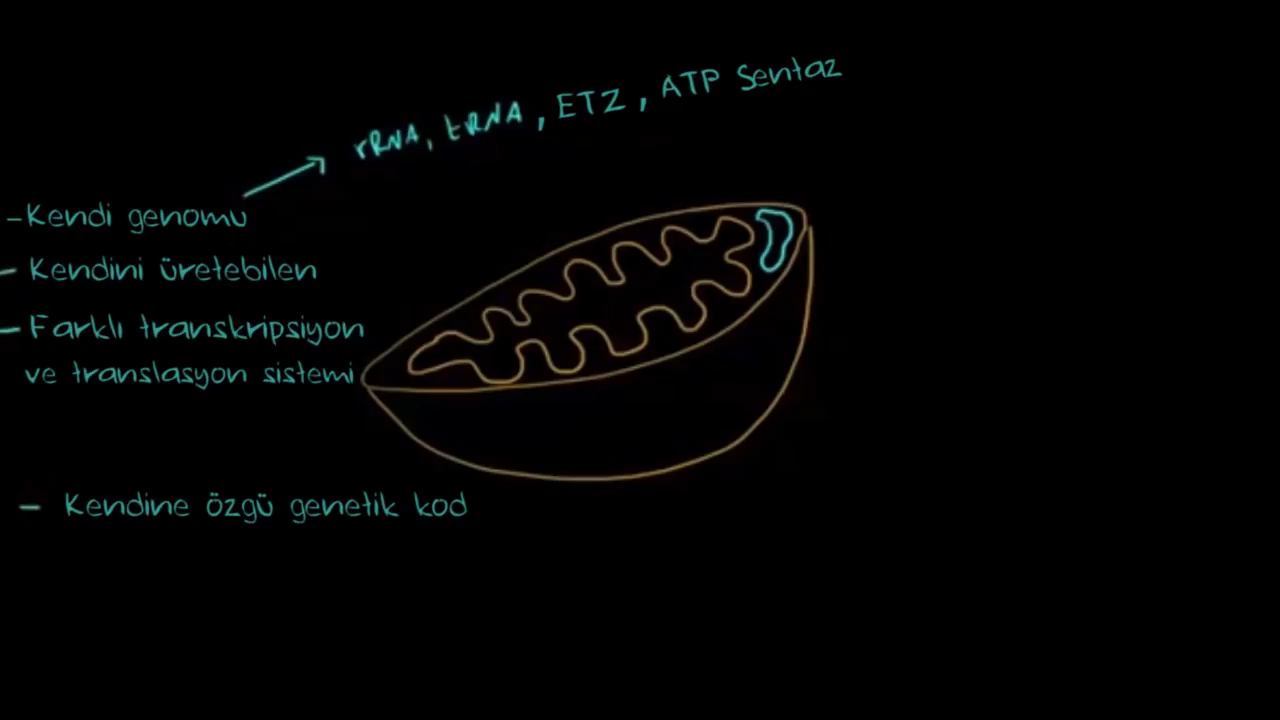 rRNA, tRNA, ETZ, ATP Sentaz
-Kendi genomu
- Kendini üretebilen
- Farklı transkripsiyon
ve translasyon sistemi
- Kendine özgü genetik kod